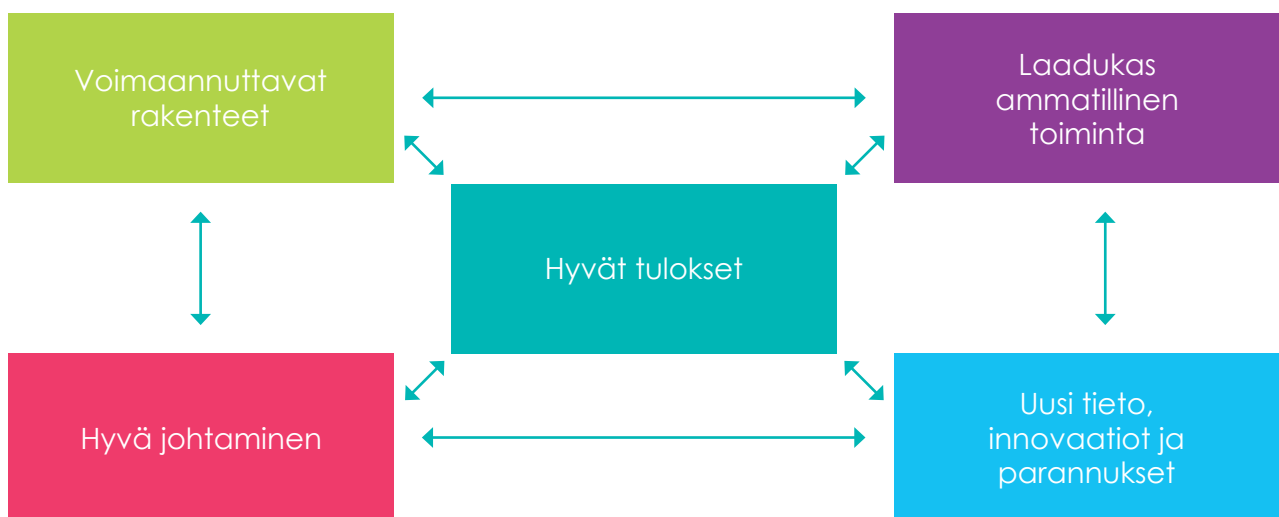 Voimaannuttavat
rakenteet
Laadukas
ammatillinen
toiminta
Hyvät tulokset
Hyvä johtaminen
Uusi tieto,
innovaatiot ja
parannukset